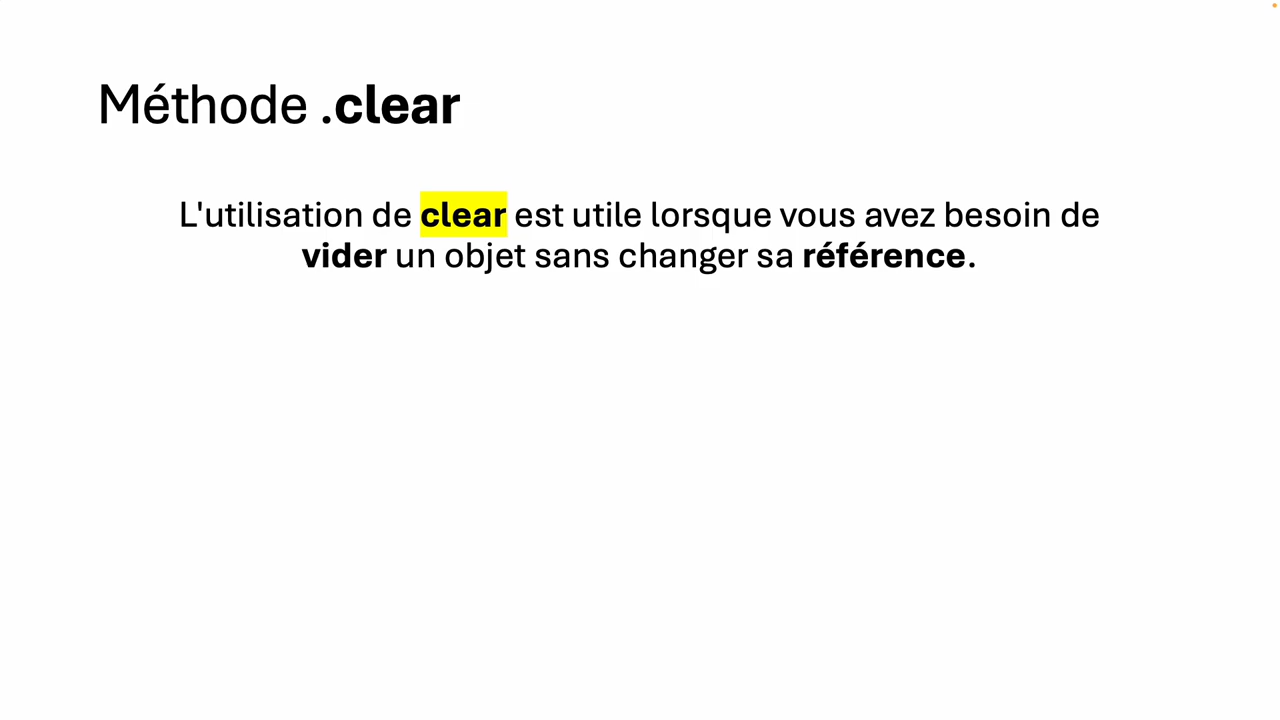 Méthode .clear
L'utilisation de clear est utile lorsque vous avez besoin de
vider un objet sans changer sa référence.